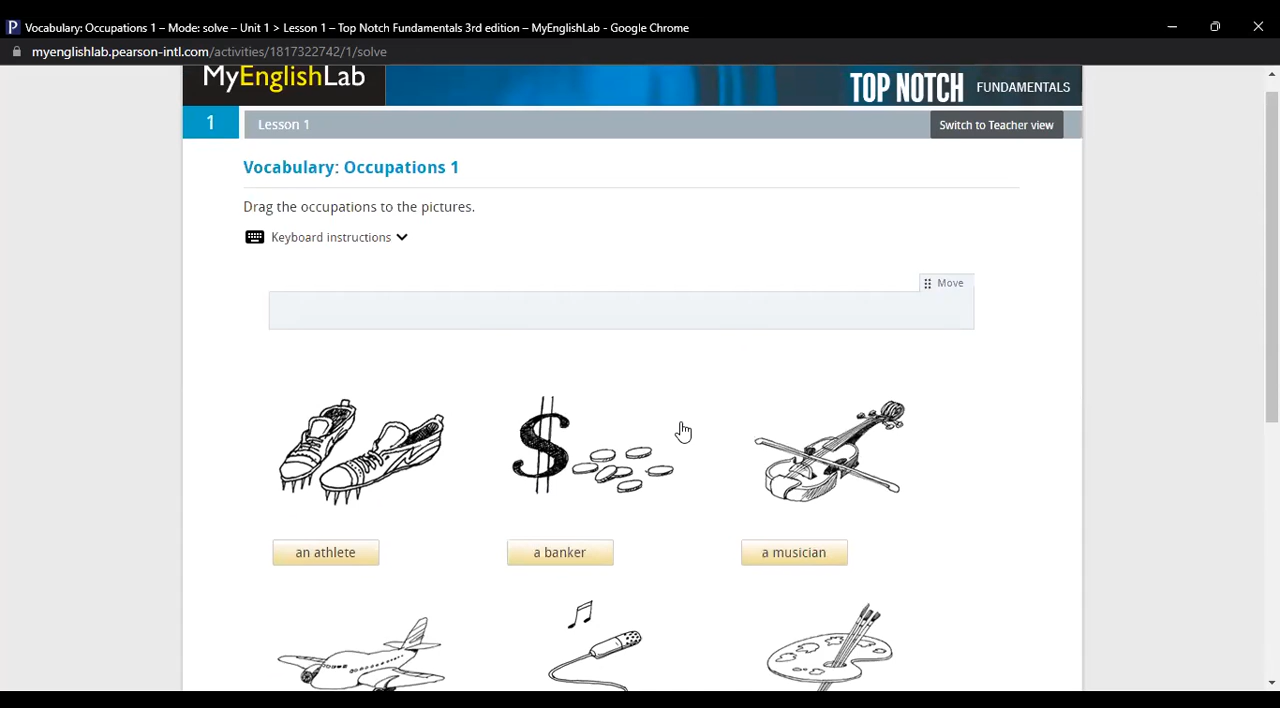 Vocabulary: Occupations 1 – Mode: solve – Unit 1 > Lesson 1 – Top Notch Fundamentals 3rd edition – MyEnglishLab - Google Chrome
myenglishlab.pearson-intl.com/activities/1817322742/1/solve
MyEnglishLab
TOP NOTCH FUNDAMENTALS
1 Lesson 1 Switch to Teacher view
Vocabulary: Occupations 1
Drag the occupations to the pictures.
Keyboard instructions
Move
an athlete a banker a musician